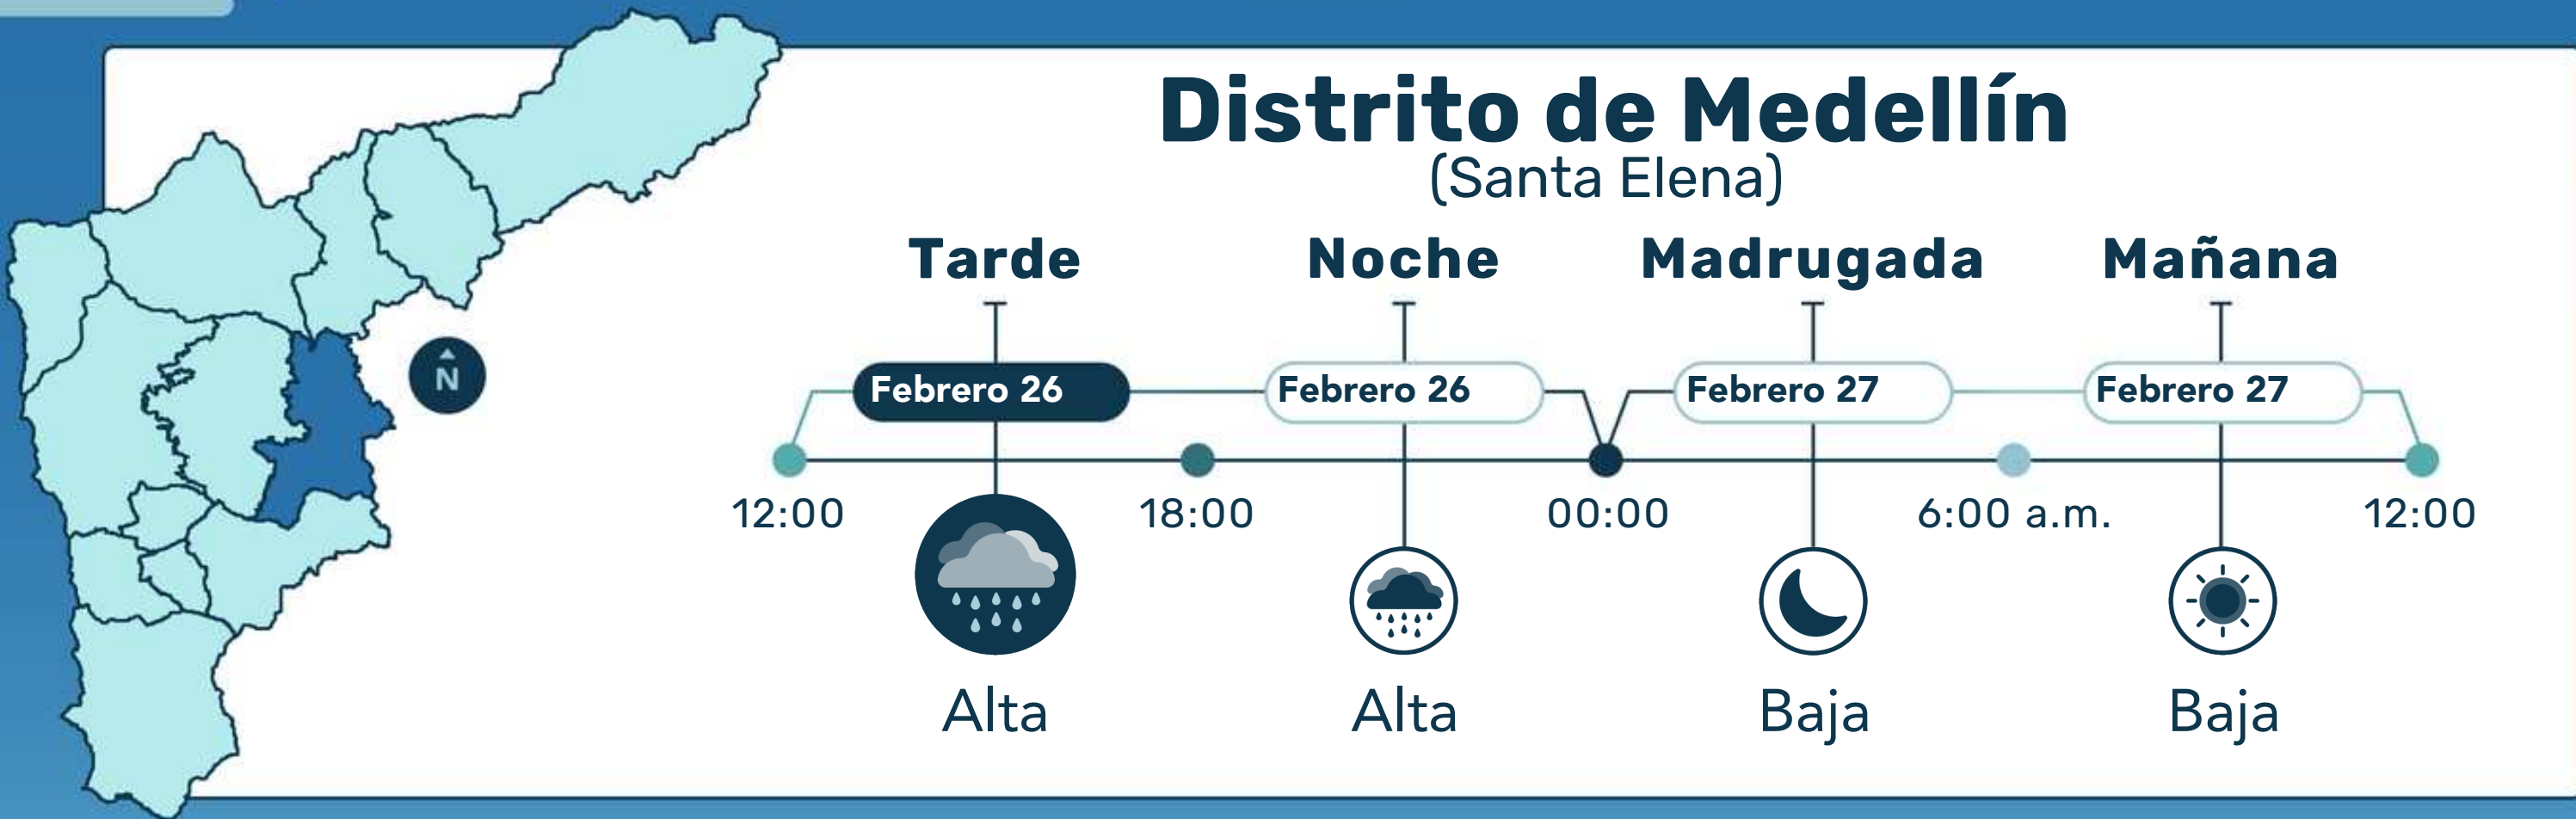 Distrito de Medellín
(Santa Elena)
Tarde Noche Madrugada Mañana
N
Febrero 26 Febrero 26 Febrero 27 Febrero 27
12:00 18:00 00:00 6:00 a.m. 12:00
Alta Alta Baja Baja